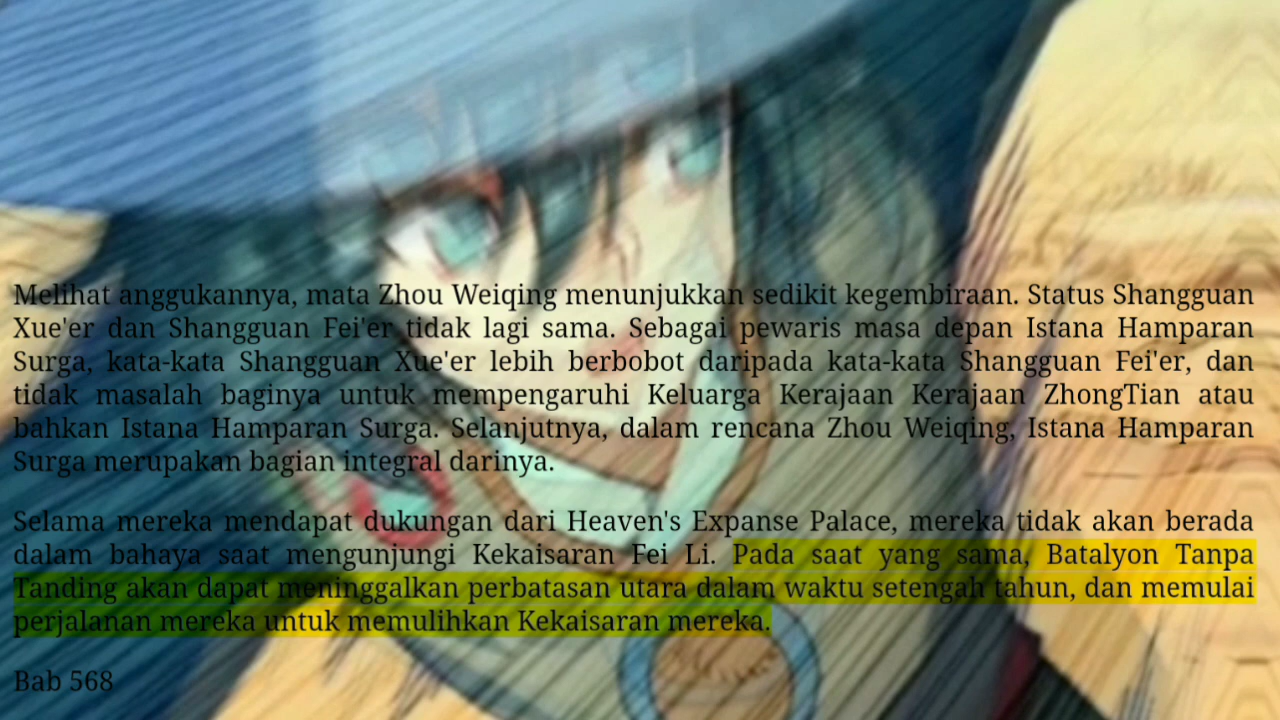 Melihat anggukannya, mata Zhou Weiqing menunjukkan sedikit kegembiraan. Status Shangguan
Xue'er dan Shangguan Fei'er tidak lagi sama. Sebagai pewaris masa depan Istana Hamparan
Surga, kata-kata Shangguan Xue'er lebih berbobot daripada kata-kata Shangguan Fei'er, dan
tidak masalah baginya untuk mempengaruhi Keluarga Kerajaan Kerajaan ZhongTian atau
bahkan Istana Hamparan Surga. Selanjutnya, dalam rencana Zhou Weiqing, Istana Hamparan
Surga merupakan bagian integral darinya.
Selama mereka mendapat dukungan dari Heaven's Expanse Palace, mereka tidak akan berada
dalam bahaya saat mengunjungi Kekaisaran Fei Li. Pada saat yang sama, Batalyon Tanpa
Tanding akan dapat meninggalkan perbatasan utara dalam waktu setengah tahun, dan memulai
perjalanan mereka untuk memulihkan Kekaisaran mereka.
Bab 568